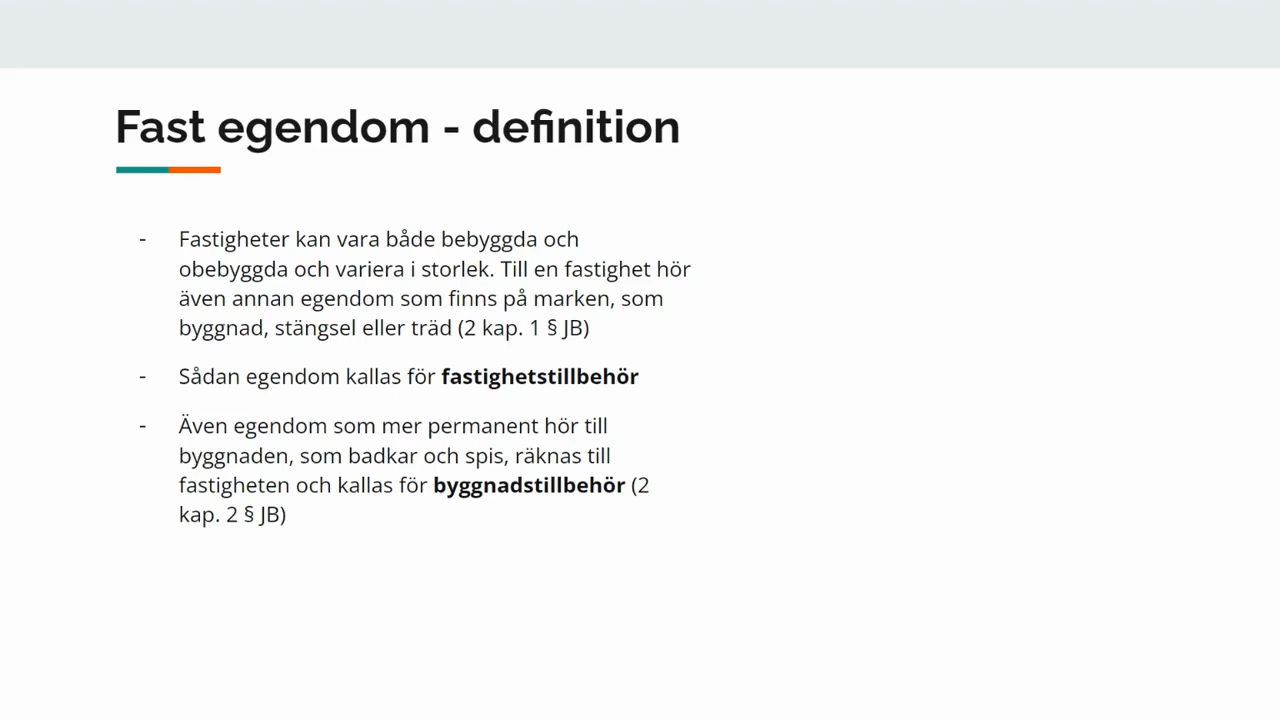 Fast egendom - definition
- Fastigheter kan vara både bebyggda och
obebyggda och variera i storlek. Till en fastighet hör
även annan egendom som finns på marken, som
byggnad, stängsel eller träd (2 kap. 1 § JB)
- Sådan egendom kallas för fastighetstillbehör
- Även egendom som mer permanent hör till
byggnaden, som badkar och spis, räknas till
fastigheten och kallas för byggnadstillbehör (2
kap. 2 § JB)